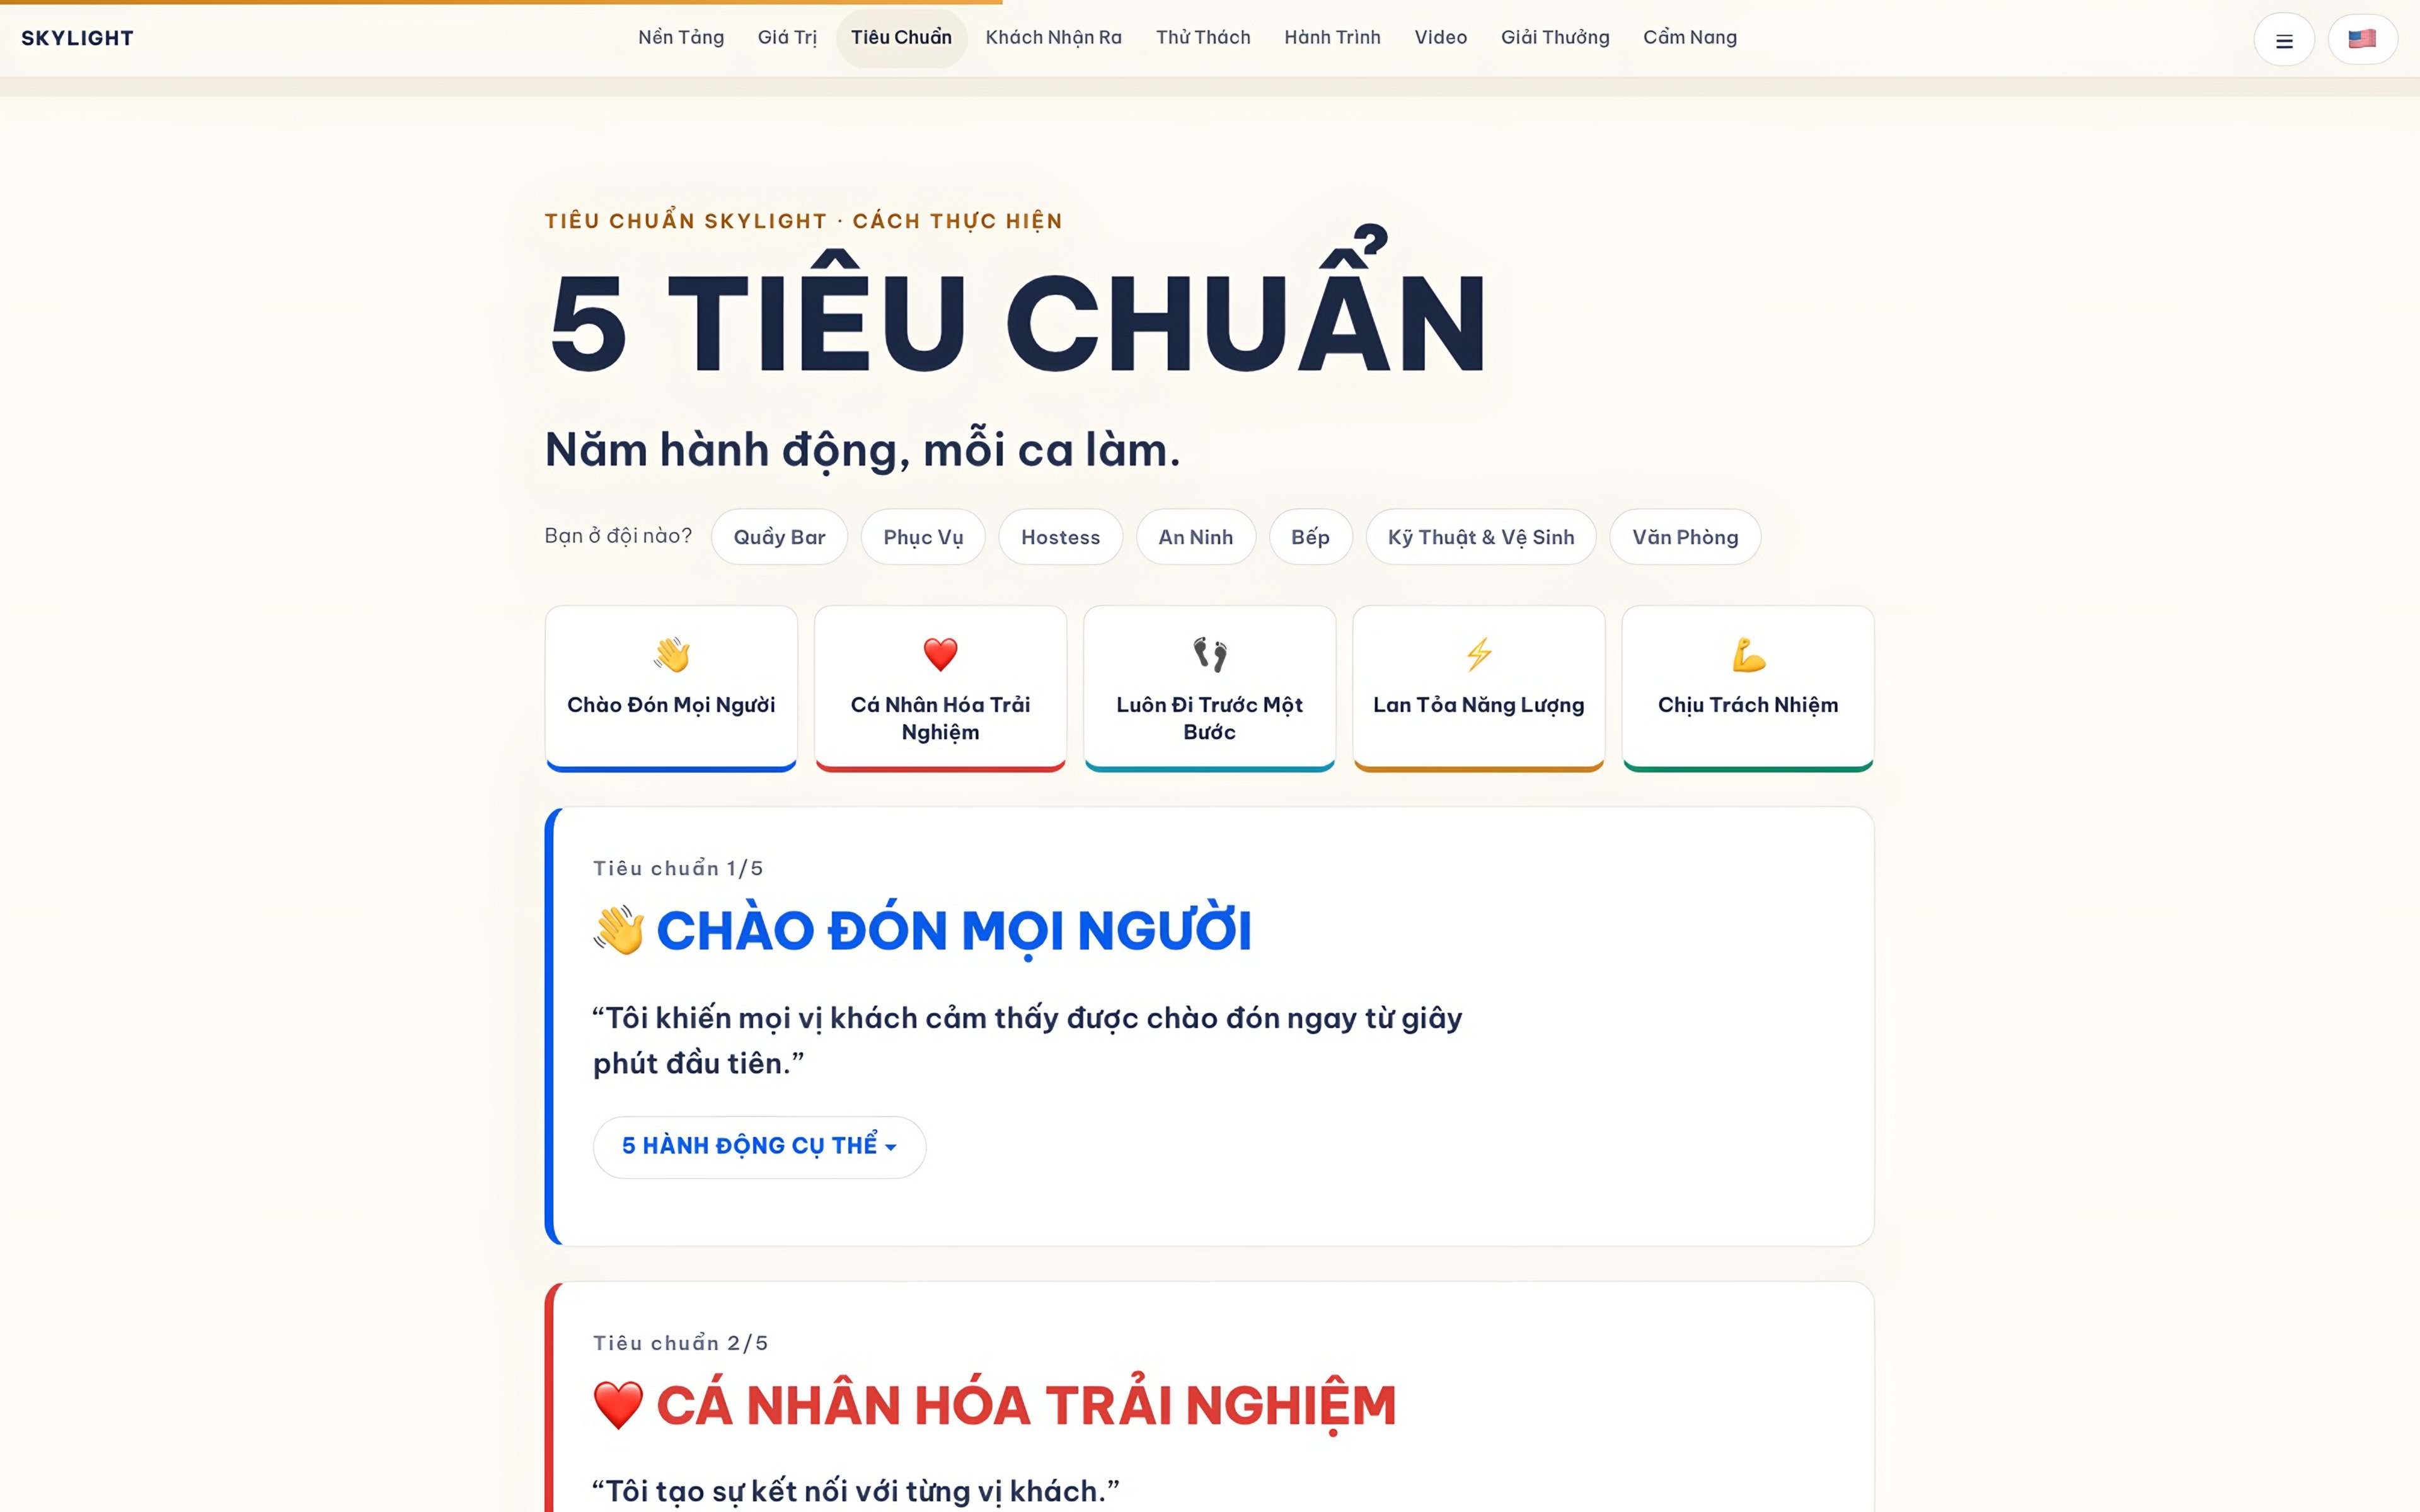 SKYLIGHT
Nền Tảng
Giá Trị
Tiêu Chuẩn
Khách Nhận Ra
Thử Thách
Hành Trình
Video
Giải Thưởng
Cẩm Nang
TIÊU CHUẨN SKYLIGHT · CÁCH THỰC HIỆN
5 TIÊU CHUẨN
Năm hành động, mỗi ca làm.
Bạn ở đội nào?
Quầy Bar
Phục Vụ
Hostess
An Ninh
Bếp
Kỹ Thuật & Vệ Sinh
Văn Phòng
Chào Đón Mọi Người
Cá Nhân Hóa Trải
Nghiệm
Luôn Đi Trước Một
Bước
Lan Tỏa Năng Lượng
Chịu Trách Nhiệm
Tiêu chuẩn 1/5
CHÀO ĐÓN MỌI NGƯỜI
“Tôi khiến mọi vị khách cảm thấy được chào đón ngay từ giây
phút đầu tiên.”
5 HÀNH ĐỘNG CỤ THỂ
Tiêu chuẩn 2/5
CÁ NHÂN HÓA TRẢI NGHIỆM
“Tôi tạo sự kết nối với từng vị khách.”